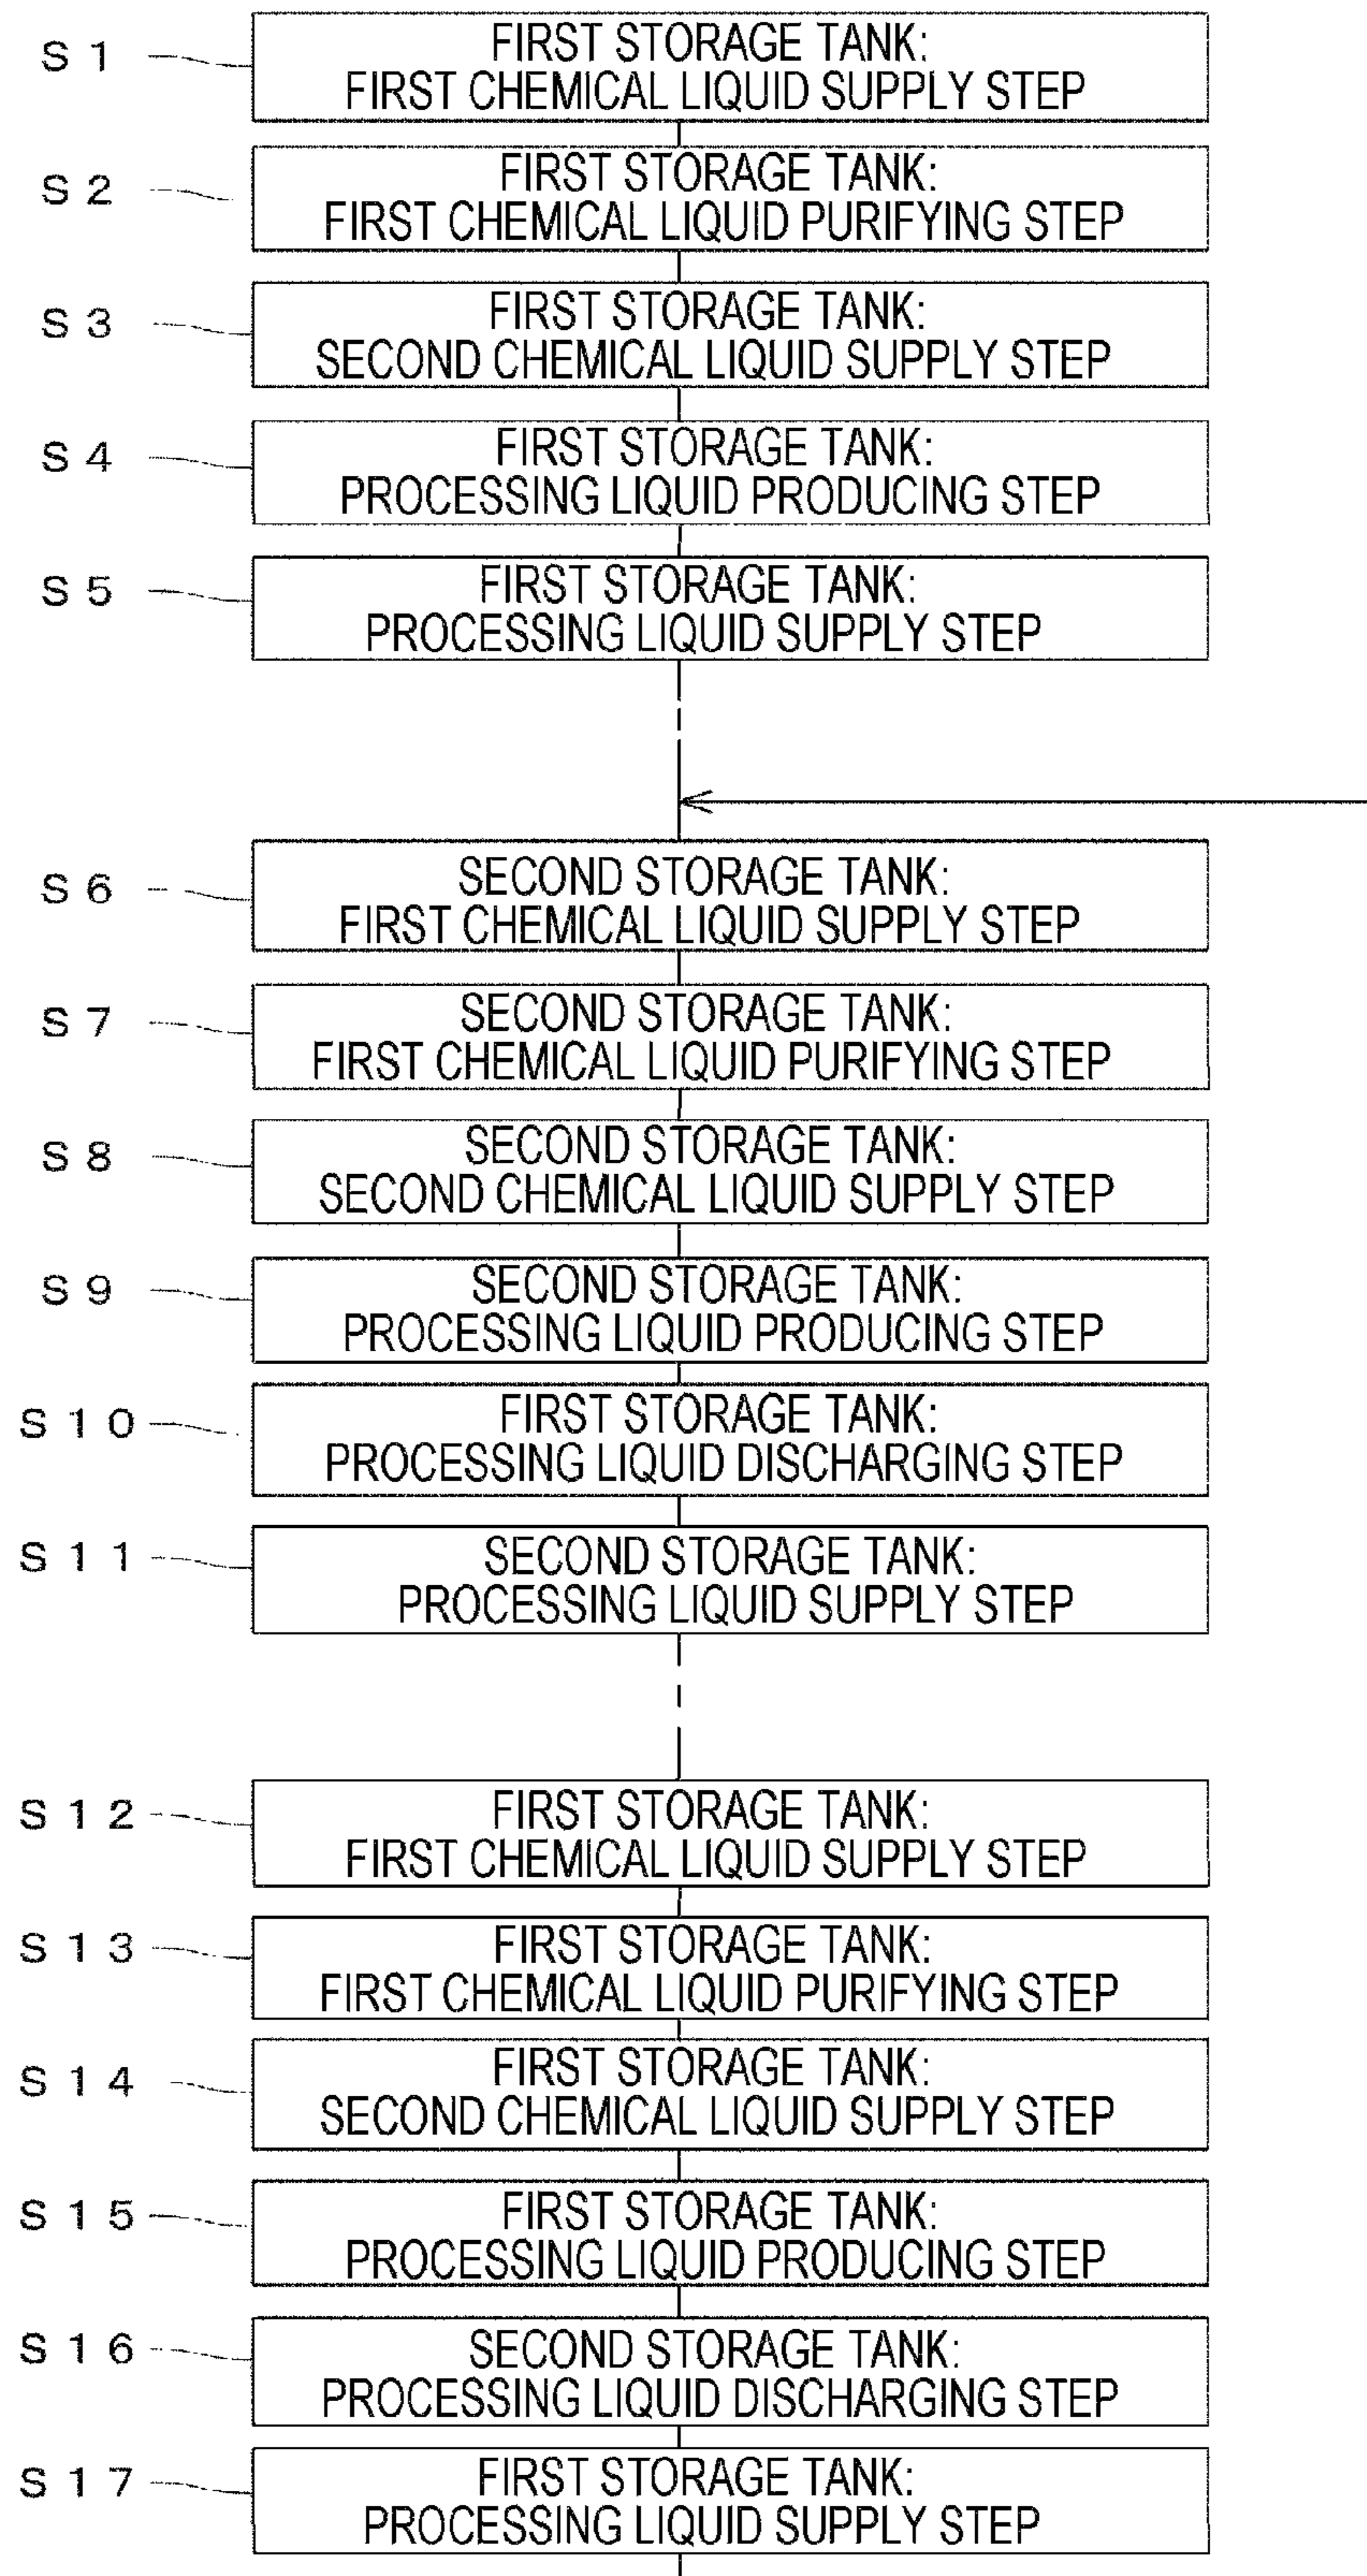 S1
FIRST STORAGE TANK:
FIRST CHEMICAL LIQUID SUPPLY STEP
S2
FIRST STORAGE TANK:
FIRST CHEMICAL LIQUID PURIFYING STEP
S3
FIRST STORAGE TANK:
SECOND CHEMICAL LIQUID SUPPLY STEP
S4
FIRST STORAGE TANK:
PROCESSING LIQUID PRODUCING STEP
S5
FIRST STORAGE TANK:
PROCESSING LIQUID SUPPLY STEP
S6
SECOND STORAGE TANK:
FIRST CHEMICAL LIQUID SUPPLY STEP
S7
SECOND STORAGE TANK:
FIRST CHEMICAL LIQUID PURIFYING STEP
S8
SECOND STORAGE TANK:
SECOND CHEMICAL LIQUID SUPPLY STEP
S9
SECOND STORAGE TANK:
PROCESSING LIQUID PRODUCING STEP
S10
FIRST STORAGE TANK:
PROCESSING LIQUID DISCHARGING STEP
S11
SECOND STORAGE TANK:
PROCESSING LIQUID SUPPLY STEP
S12
FIRST STORAGE TANK:
FIRST CHEMICAL LIQUID SUPPLY STEP
S13
FIRST STORAGE TANK:
FIRST CHEMICAL LIQUID PURIFYING STEP
S14
FIRST STORAGE TANK:
SECOND CHEMICAL LIQUID SUPPLY STEP
S15
FIRST STORAGE TANK:
PROCESSING LIQUID PRODUCING STEP
S16
SECOND STORAGE TANK:
PROCESSING LIQUID DISCHARGING STEP
S17
FIRST STORAGE TANK:
PROCESSING LIQUID SUPPLY STEP